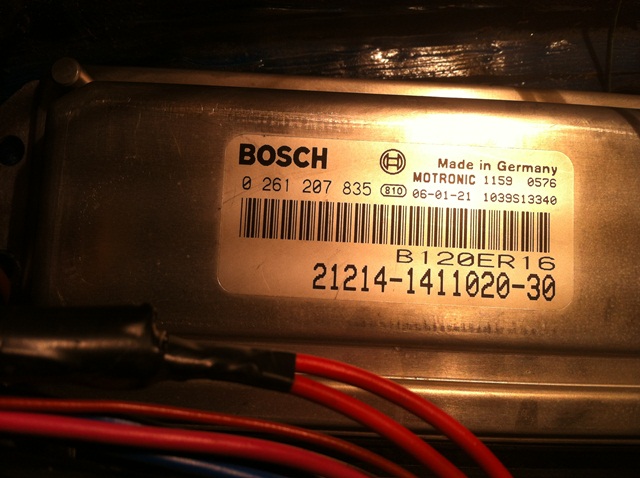 BOSCH
Made in Germany
MOTRONIC 1159 0576
0 261 207 835 810 06-01-21 1039S13340
B120ER16
21214-1411020-30